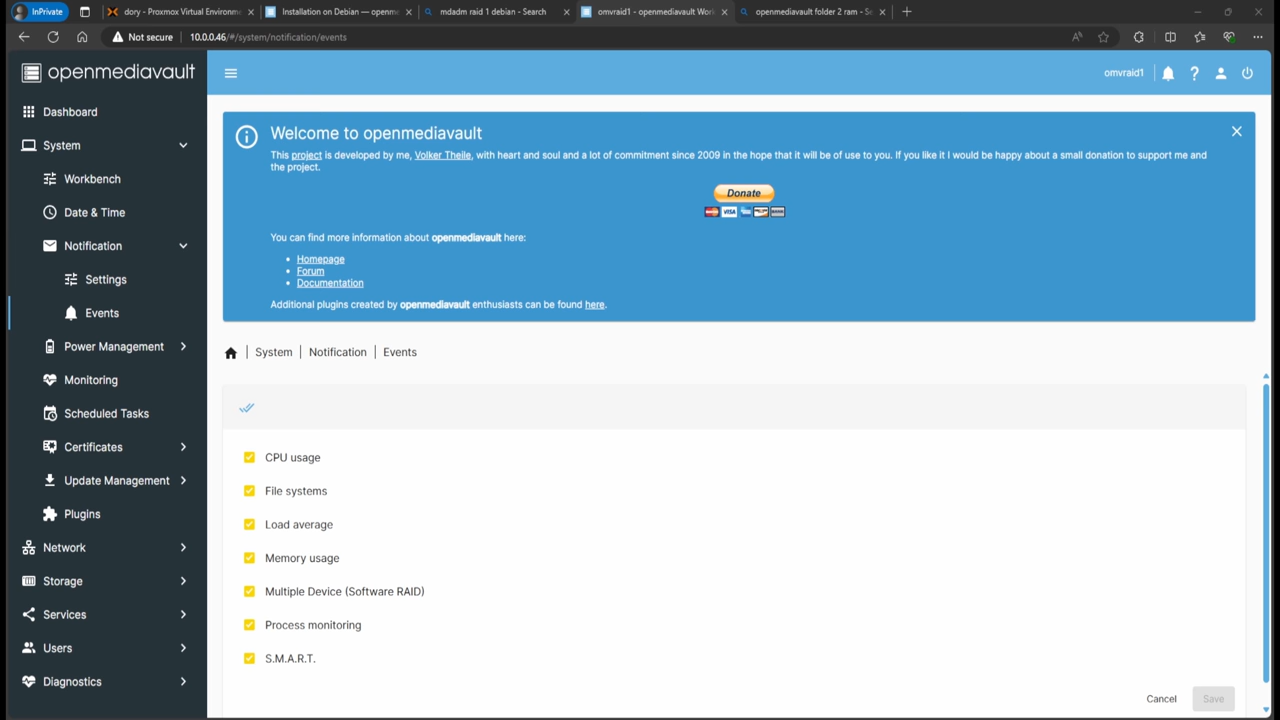 InPrivate
dory - Proxmox Virtual Environme
Installation on Debian — openme
mdadm raid 1 debian - Search
omvraid1 - openmediavault Work
openmediavault folder 2 ram - Se
Not secure
10.0.0.46/#/system/notification/events
openmediavault
omvraid1
Dashboard
System
Workbench
Date & Time
Notification
Settings
Events
Power Management
Monitoring
Scheduled Tasks
Certificates
Update Management
Plugins
Network
Storage
Services
Users
Diagnostics
Welcome to openmediavault
This project is developed by me, Volker Theile, with heart and soul and a lot of commitment since 2009 in the hope that it will be of use to you. If you like it I would be happy about a small donation to support me and
the project.
Donate
VISA
You can find more information about openmediavault here:
• Homepage
• Forum
• Documentation
Additional plugins created by openmediavault enthusiasts can be found here.
System | Notification | Events
CPU usage
File systems
Load average
Memory usage
Multiple Device (Software RAID)
Process monitoring
S.M.A.R.T.
Cancel
Save